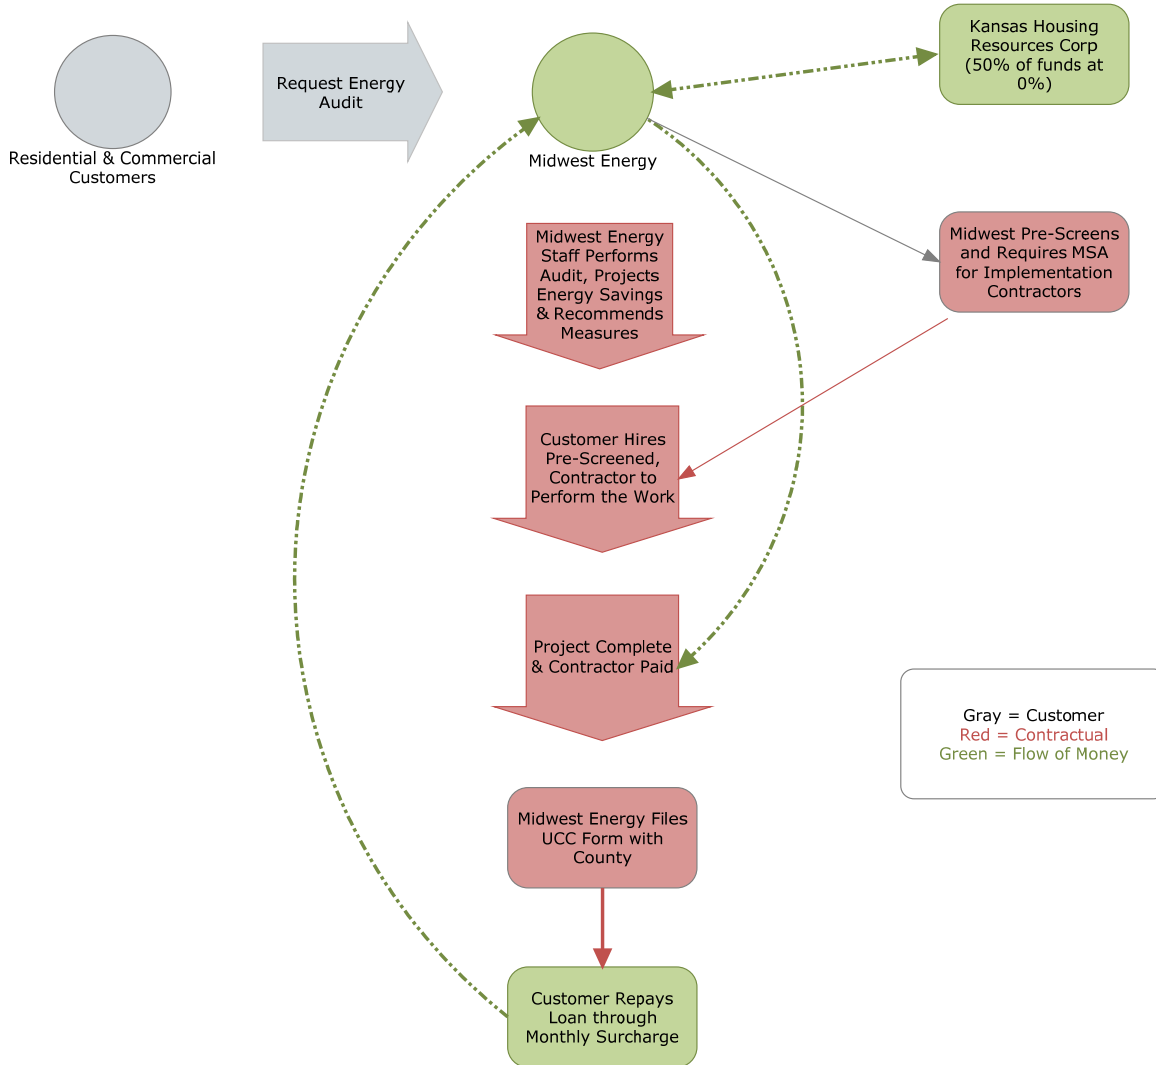 Residential & Commercial
Customers
Request Energy
Audit
Midwest Energy
Kansas Housing
Resources Corp
(50% of funds at
0%)
Midwest Pre-Screens
and Requires MSA
for Implementation
Contractors
Midwest Energy
Staff Performs
Audit, Projects
Energy Savings
& Recommends
Measures
Customer Hires
Pre-Screened,
Contractor to
Perform the Work
Project Complete
& Contractor Paid
Gray = Customer
Red = Contractual
Green = Flow of Money
Midwest Energy Files
UCC Form with
County
Customer Repays
Loan through
Monthly Surcharge